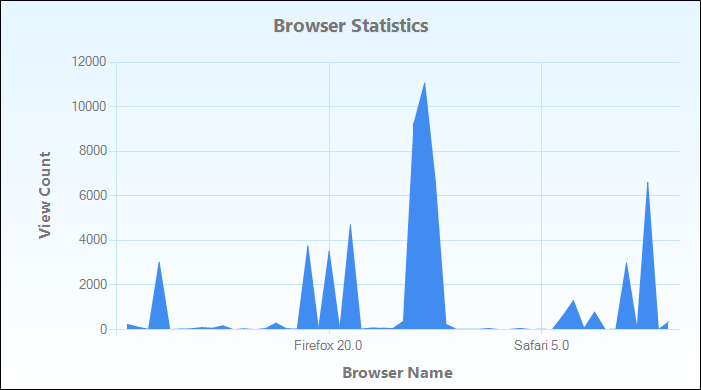 Browser Statistics
12000
10000
8000
6000
4000
2000
0
View Count
Firefox 20.0
Safari 5.0
Browser Name